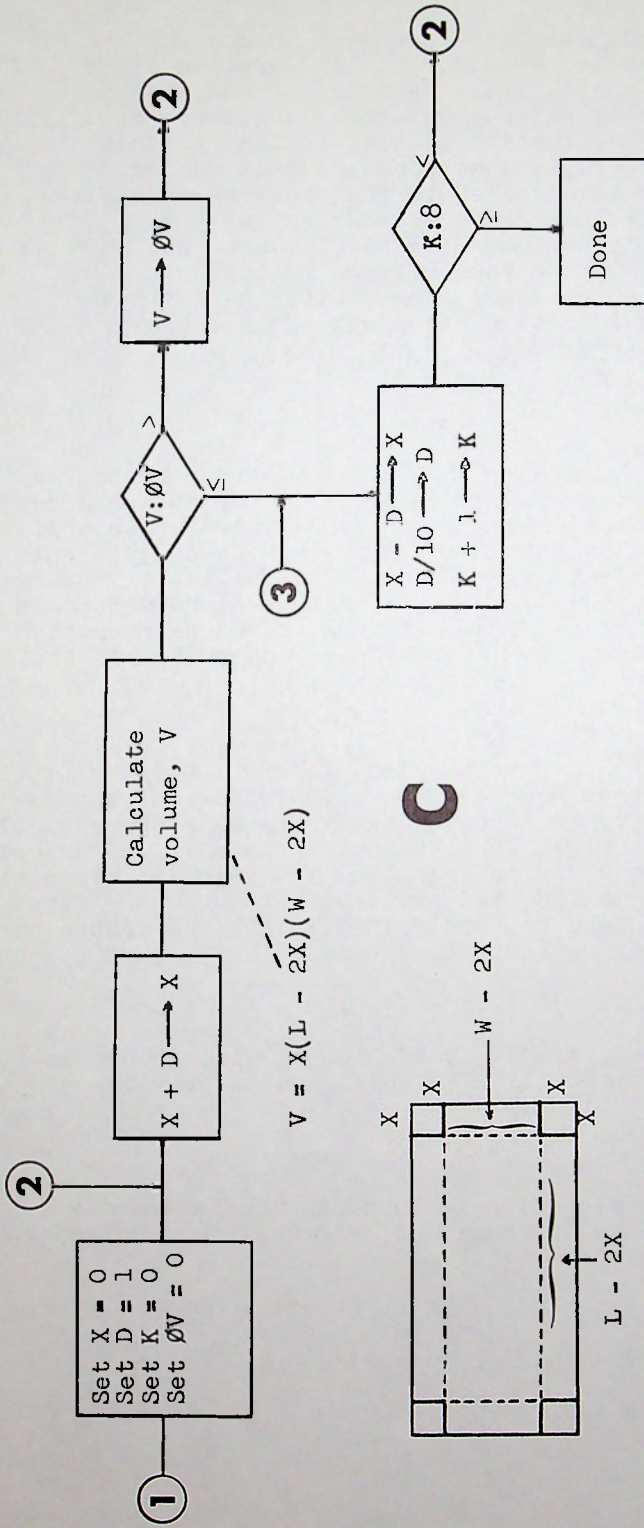 1
Set X = 0
Set D = 1
Set K = 0
Set ØV = 0
2
X + D → X
Calculate
volume, V
V = X(L - 2X)(W - 2X)
V:ØV
>
≤
V → ØV
2
3
X - D → X
D/10 → D
K + 1 → K
K:8
<
≥
2
Done
C
X
X
W - 2X
X
X
L - 2X